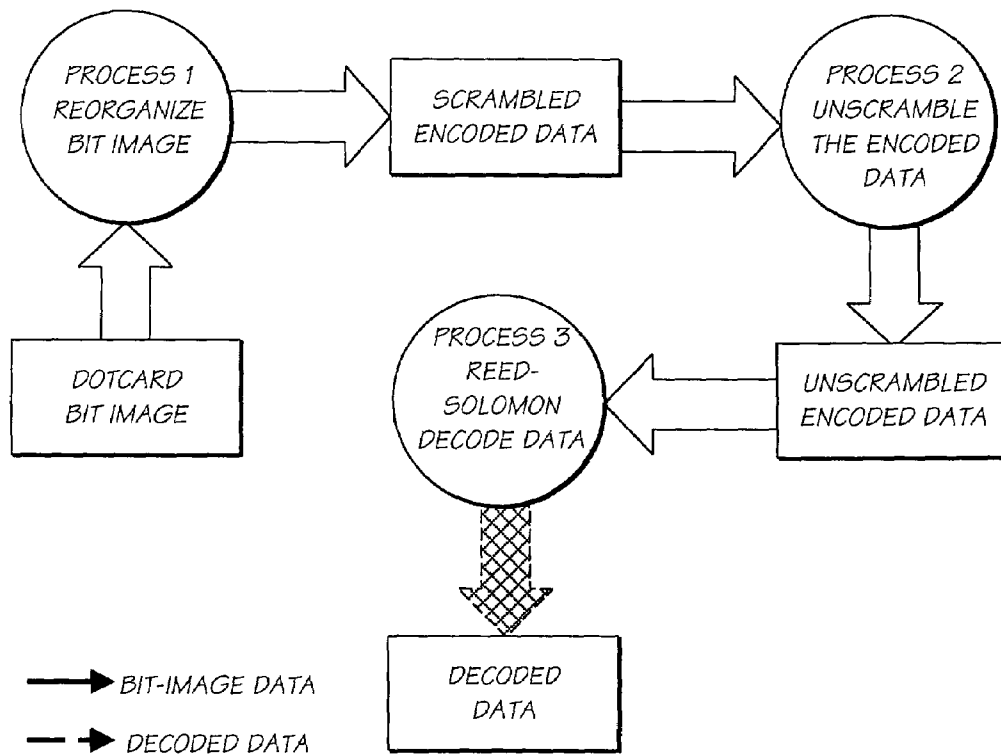 PROCESS 1
REORGANIZE
BIT IMAGE
SCRAMBLED
ENCODED DATA
PROCESS 2
UNSCRAMBLE
THE ENCODED
DATA
DOTCARD
BIT IMAGE
PROCESS 3
REED-
SOLOMON
DECODE DATA
UNSCRAMBLED
ENCODED DATA
DECODED
DATA
BIT-IMAGE DATA
DECODED DATA